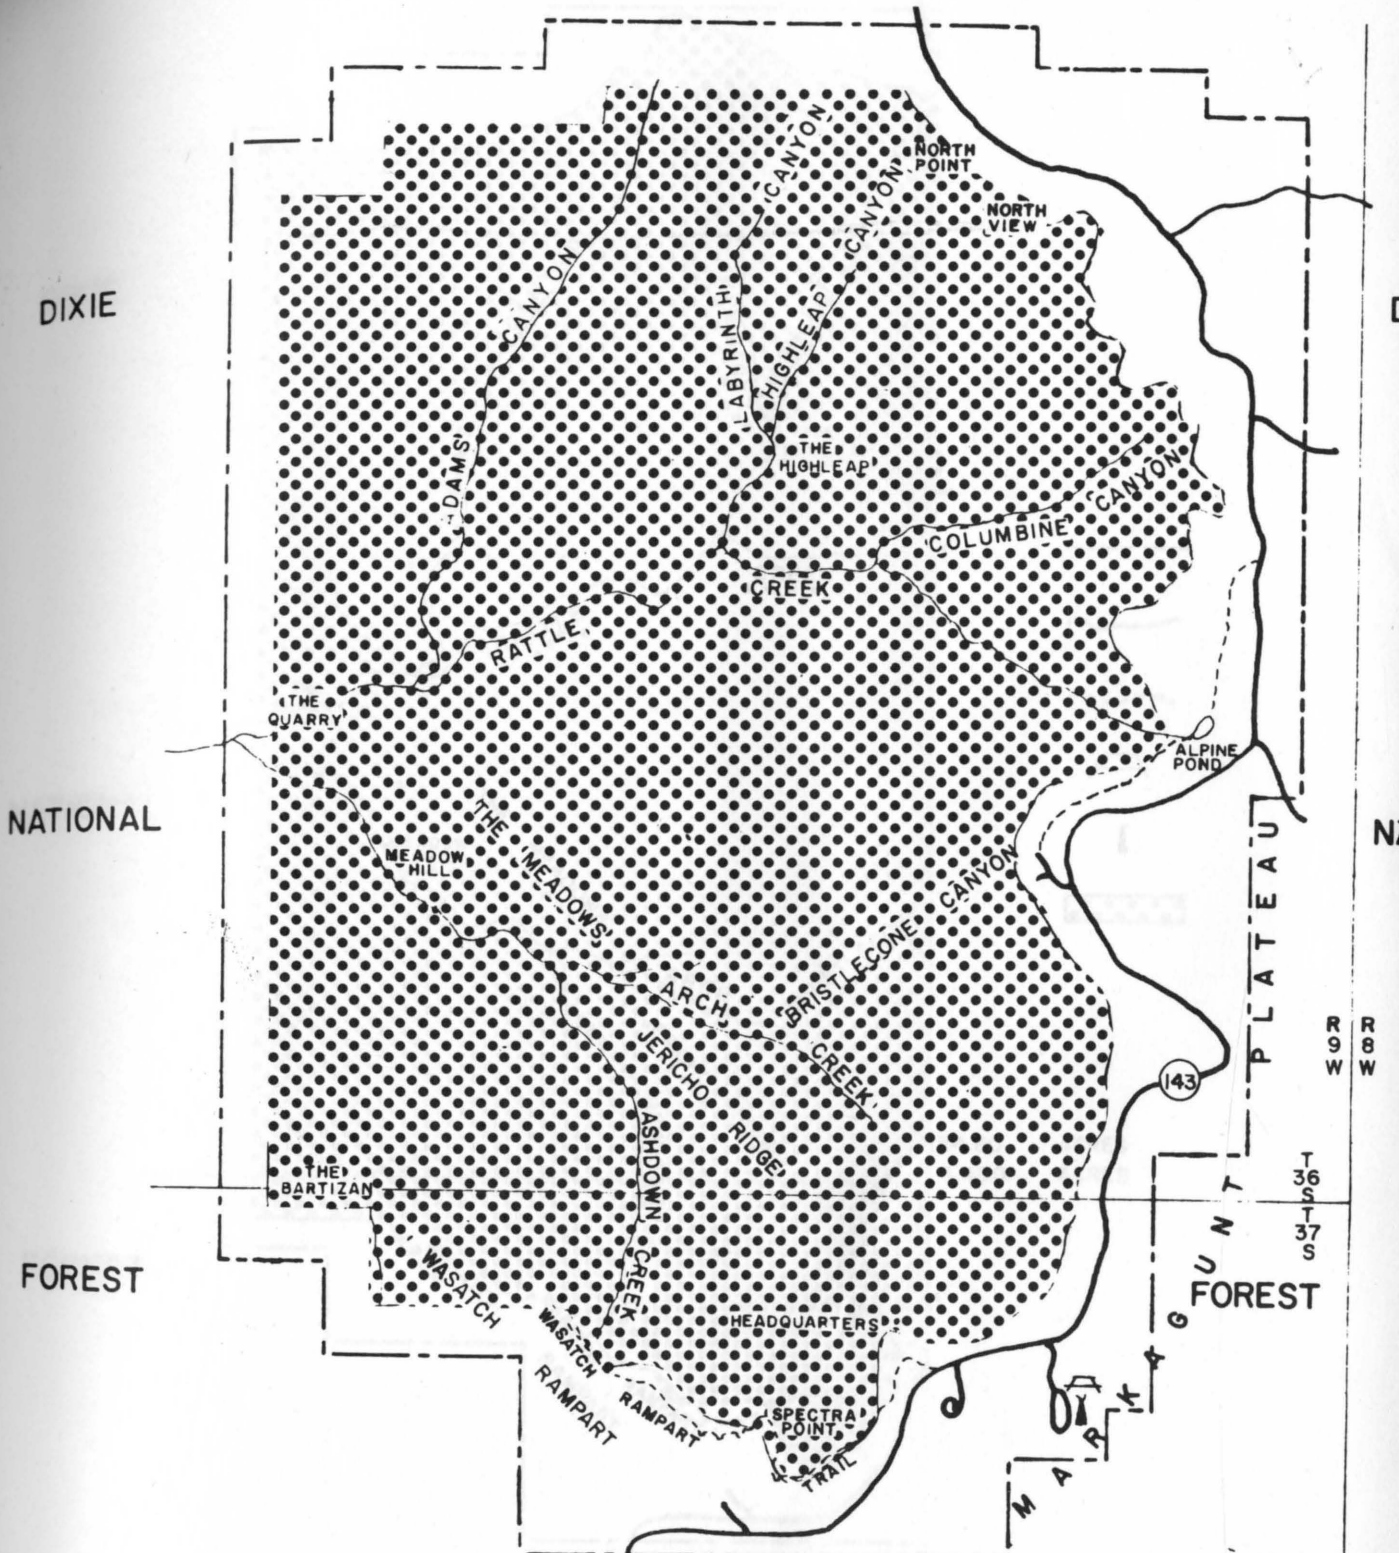 CANYON
NORTH
POINT
CANYON
NORTH
VIEW
DIXIE
CANYON
LABYRINTH
HIGHLEAP
DAMS
THE
HIGHLEAP
CANYON
COLUMBINE
CREEK
RATTLE
THE
QUARRY
ALPINE
POND
NATIONAL
THE MEADOWS
MEADOW
HILL
CANYON
BRISTLECONE
PLATEAU
ARCH
CREEK
JERICHO
RIDGE
R
9
W
R
8
W
143
ASHDOWN
CREEK
THE
BARTIZAN
T
36
S
T
37
S
FOREST
WASATCH
WASATCH
RAMPART
RAMPART
HEADQUARTERS
FOREST
SPECTRA
POINT
TRAIL
MARKAGUNT